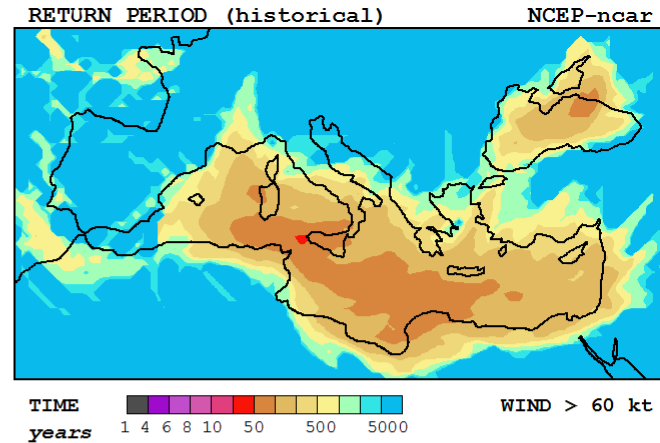 RETURN PERIOD (historical) NCEP-ncar
TIME WIND > 60 kt
years 1 4 6 8 10 50 500 5000